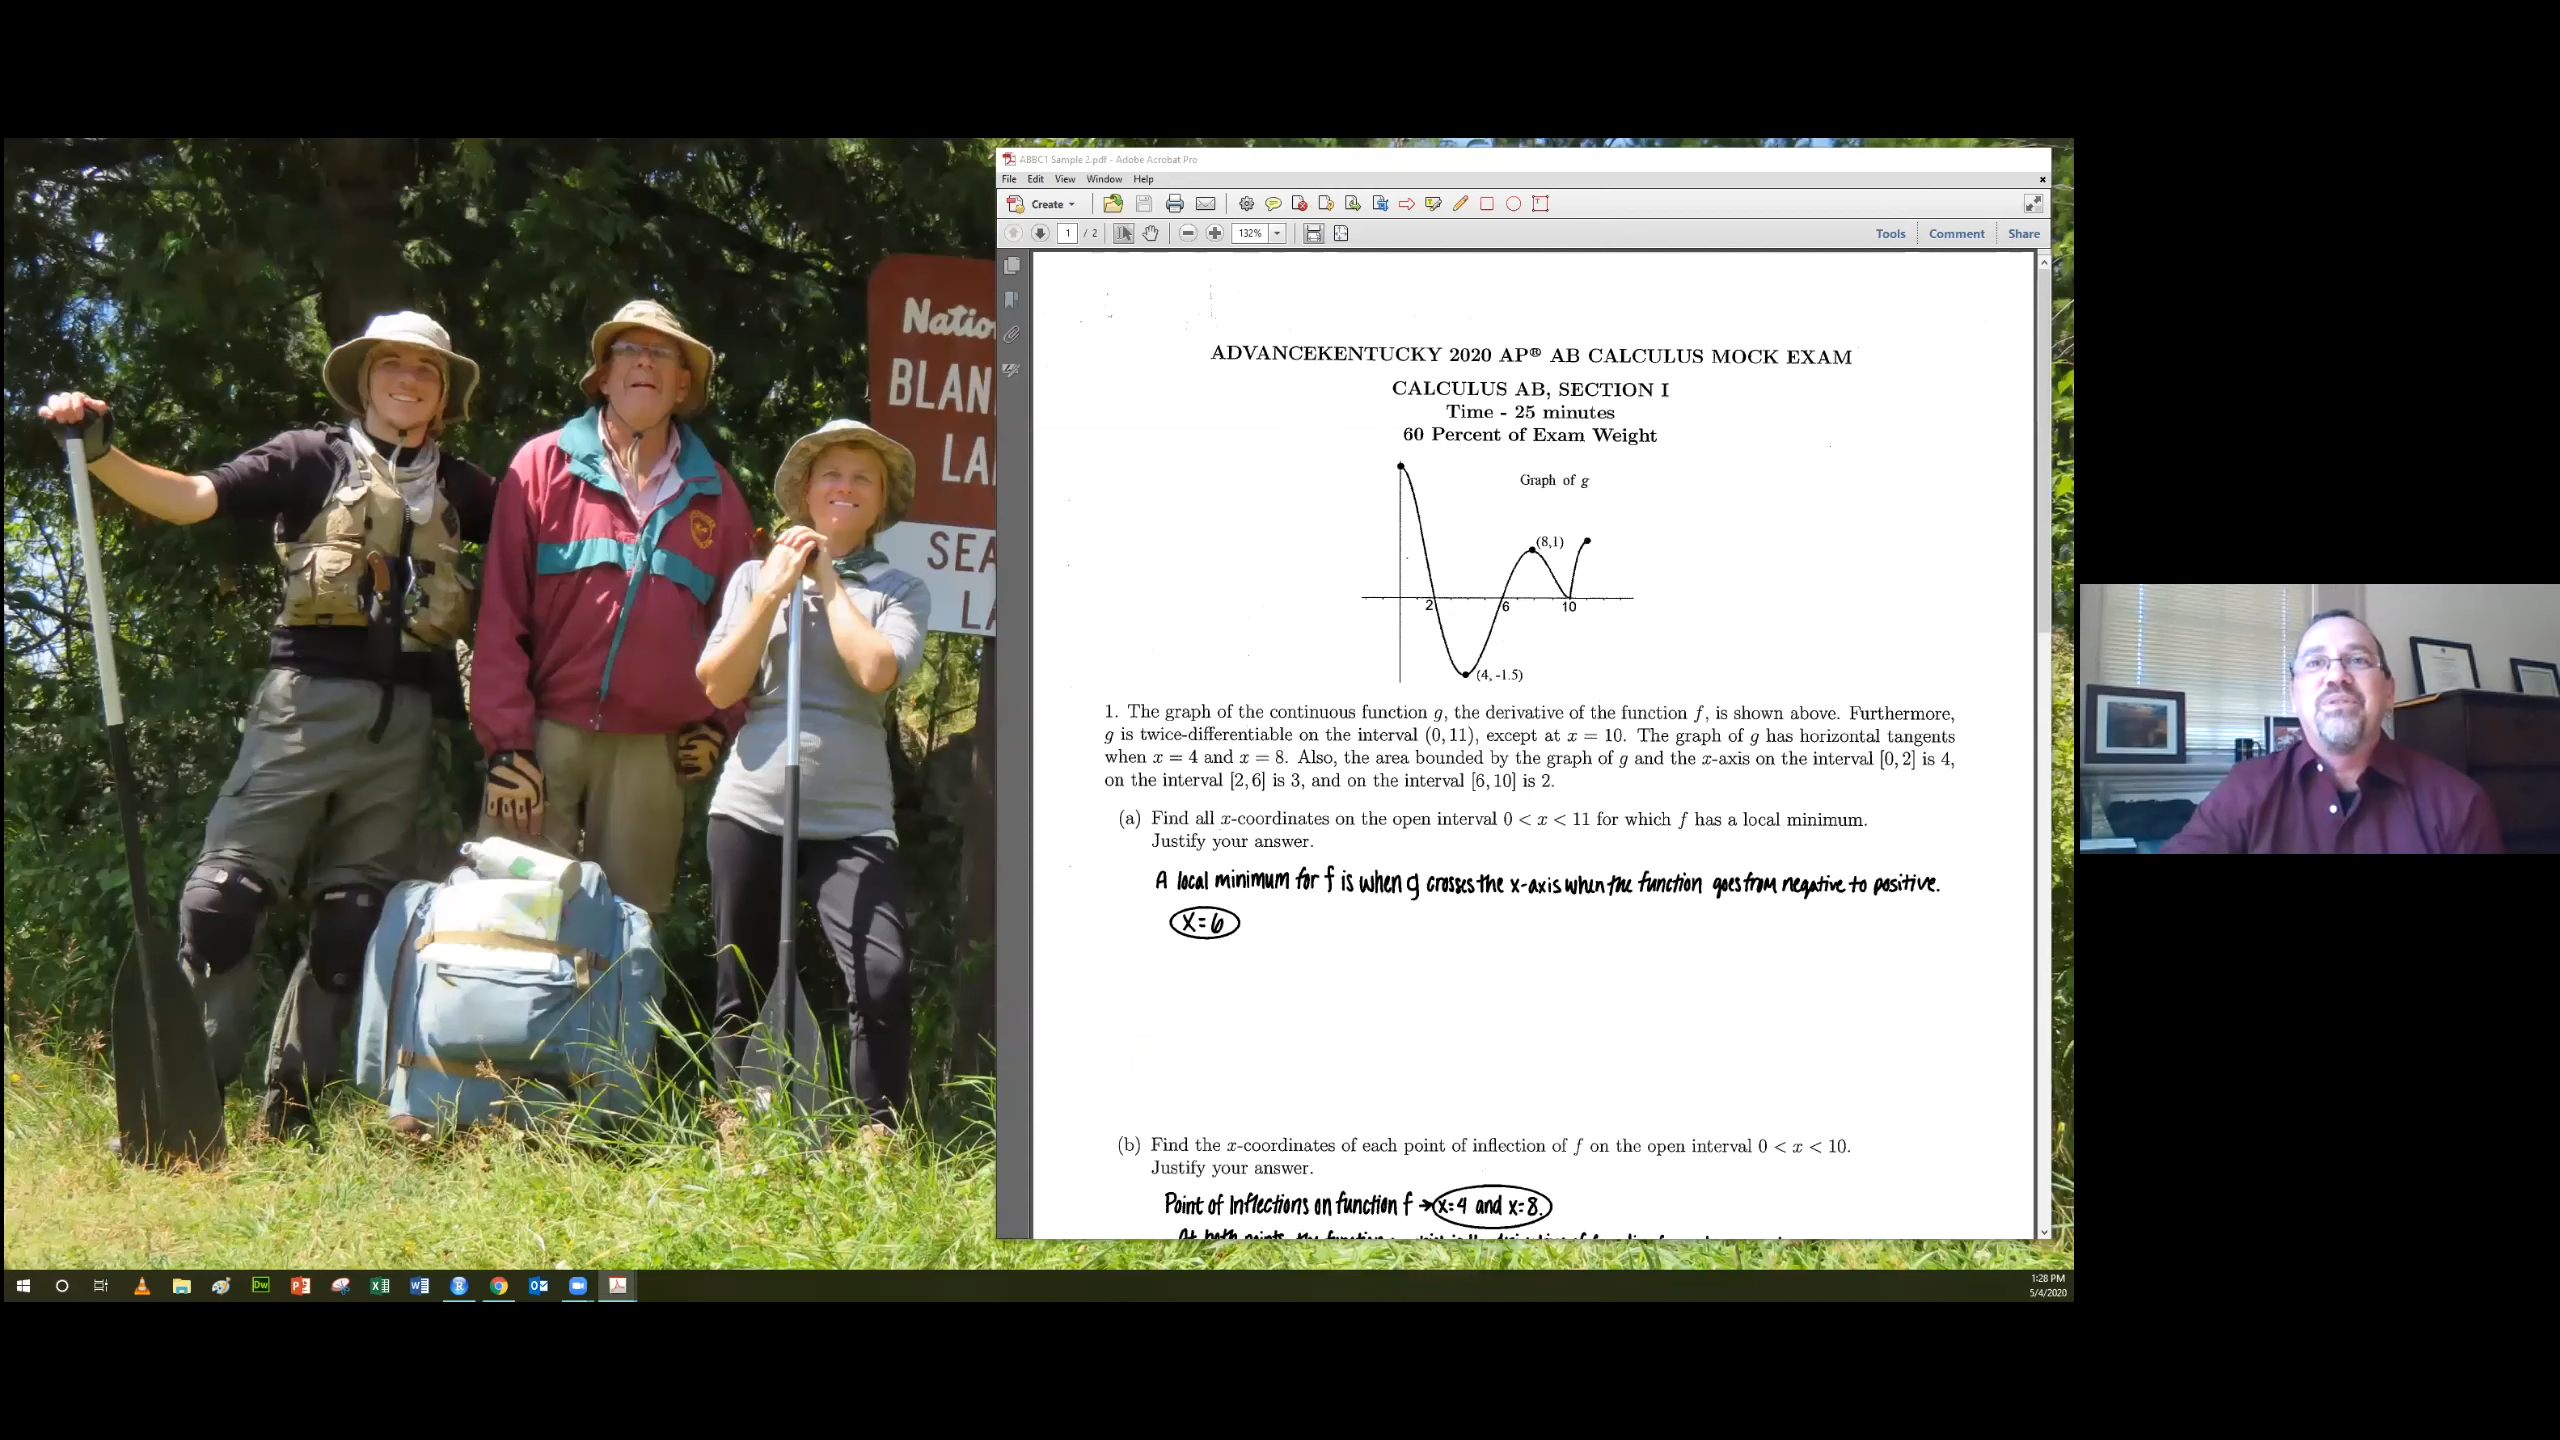 Natio
BLAN
LA
SEA
L
ABBC1 Sample 2.pdf - Adobe Acrobat Pro
File Edit View Window Help
Create
1 / 2
132%
Tools Comment Share
ADVANCEKENTUCKY 2020 AP® AB CALCULUS MOCK EXAM
CALCULUS AB, SECTION I
Time - 25 minutes
60 Percent of Exam Weight
Graph of g
(8,1)
2 6 10
(4, -1.5)
1. The graph of the continuous function g, the derivative of the function f, is shown above. Furthermore,
g is twice-differentiable on the interval (0, 11), except at x = 10. The graph of g has horizontal tangents
when x = 4 and x = 8. Also, the area bounded by the graph of g and the x-axis on the interval [0, 2] is 4,
on the interval [2, 6] is 3, and on the interval [6, 10] is 2.
(a) Find all x-coordinates on the open interval 0 < x < 11 for which f has a local minimum.
Justify your answer.
A local minimum for f is when g crosses the x-axis when the function goes from negative to positive.
x=6
(b) Find the x-coordinates of each point of inflection of f on the open interval 0 < x < 10.
Justify your answer.
Point of Inflections on function f → x=4 and x=8.
1:28 PM
5/4/2020